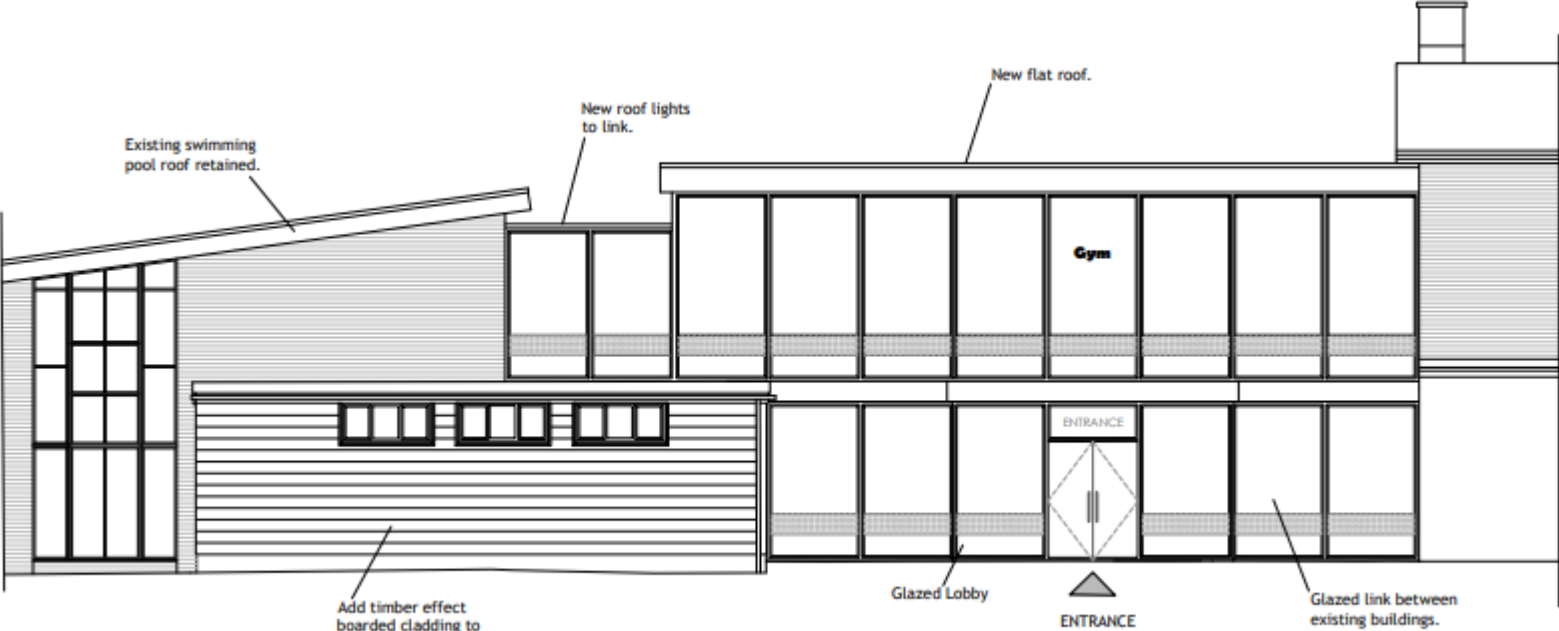 New flat roof.
New roof lights
to link.
Existing swimming
pool roof retained.
Gym
ENTRANCE
Glazed Lobby
Glazed link between
existing buildings.
Add timber effect
boarded cladding to
ENTRANCE